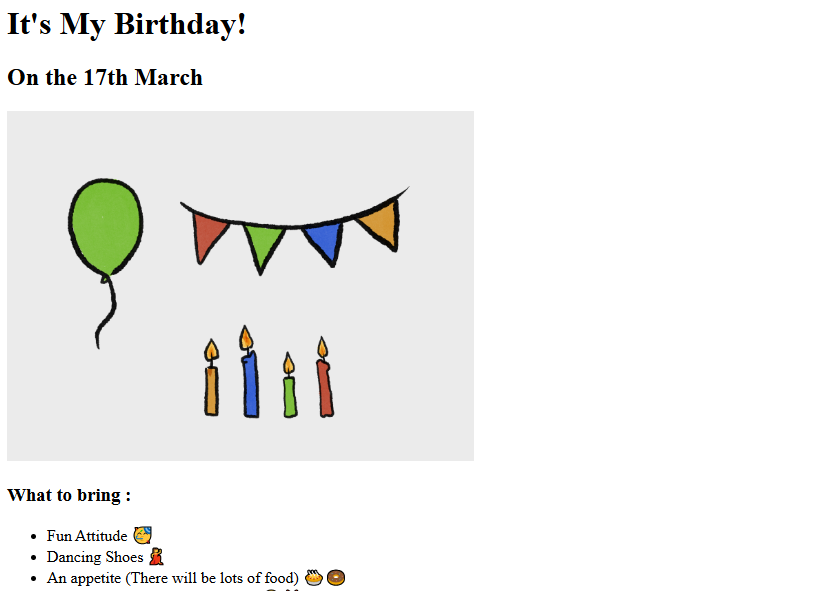 It's My Birthday!
On the 17th March
What to bring :
Fun Attitude 🥳
Dancing Shoes 💃
An appetite (There will be lots of food) 🍜🍩